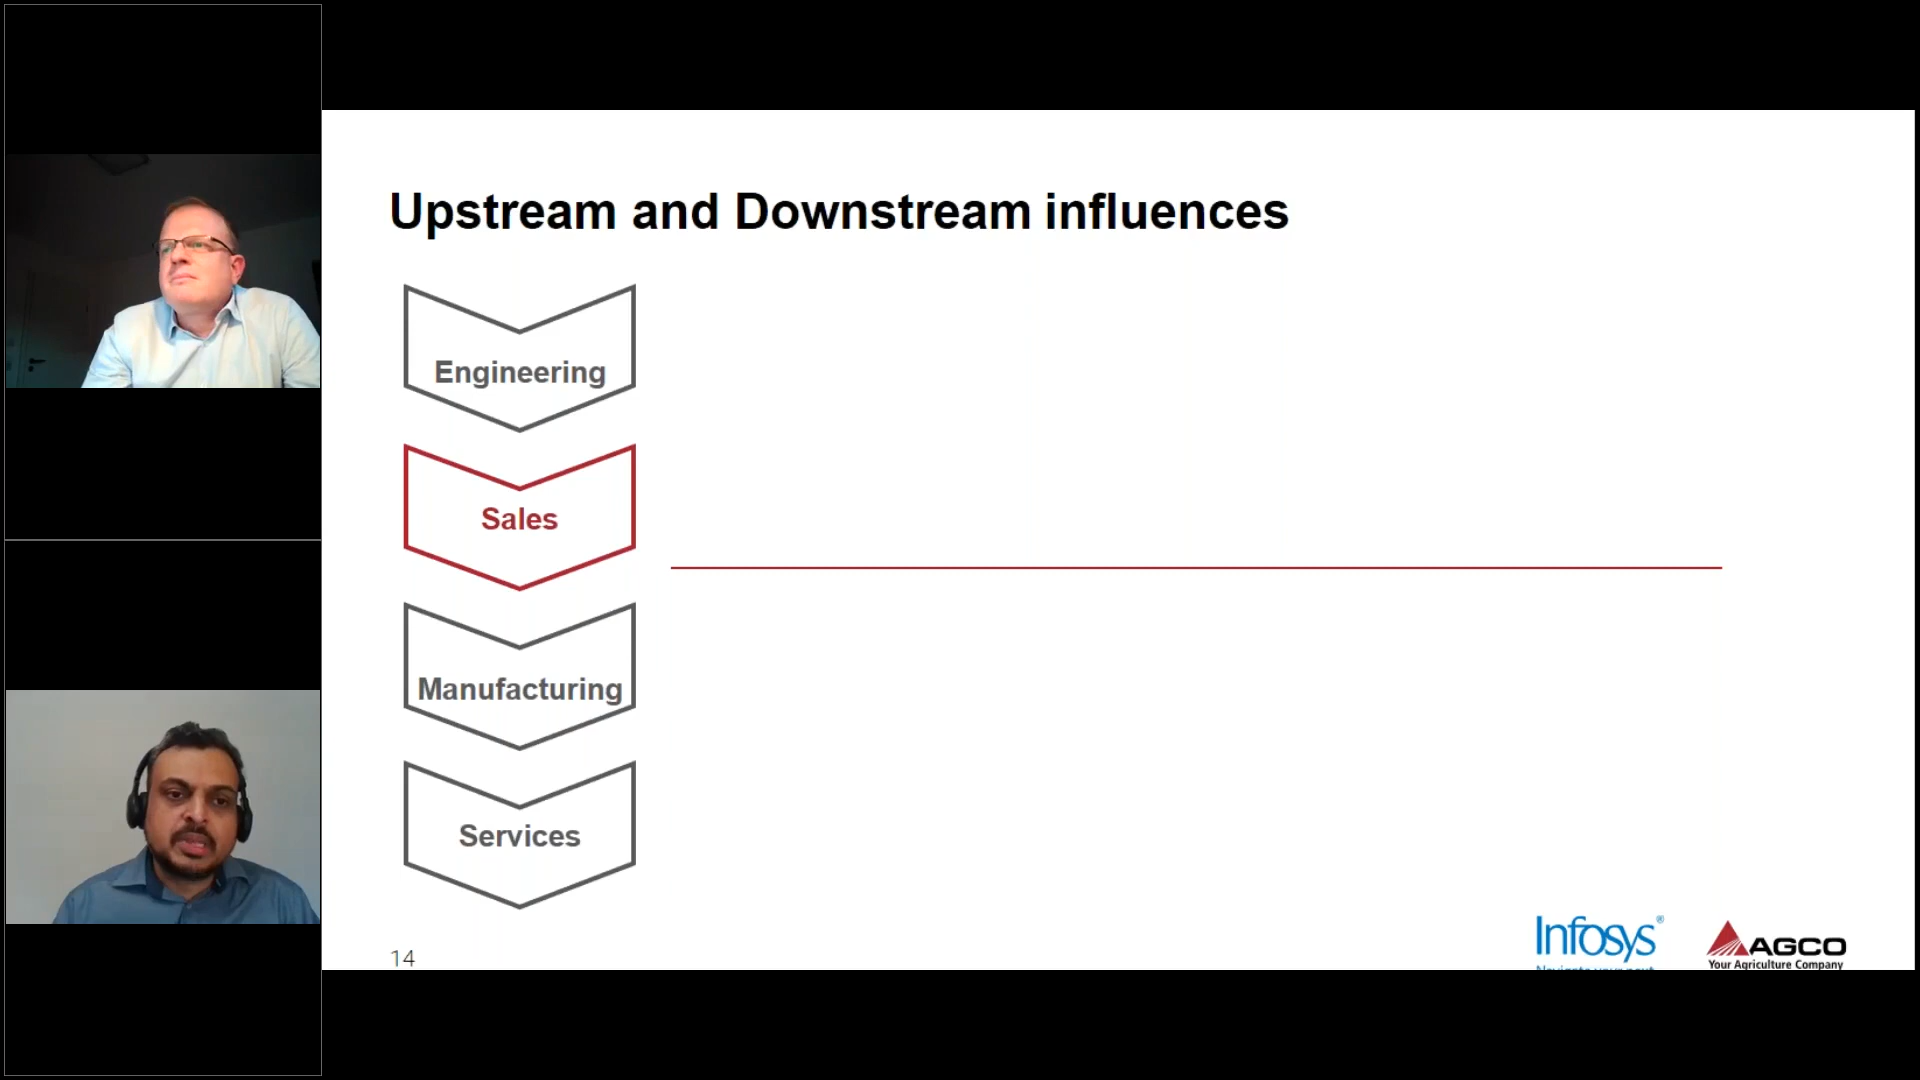 Upstream and Downstream influences
Engineering
Sales
Manufacturing
Services
14
Infosys®
Navigate your next
AGCO
Your Agriculture Company